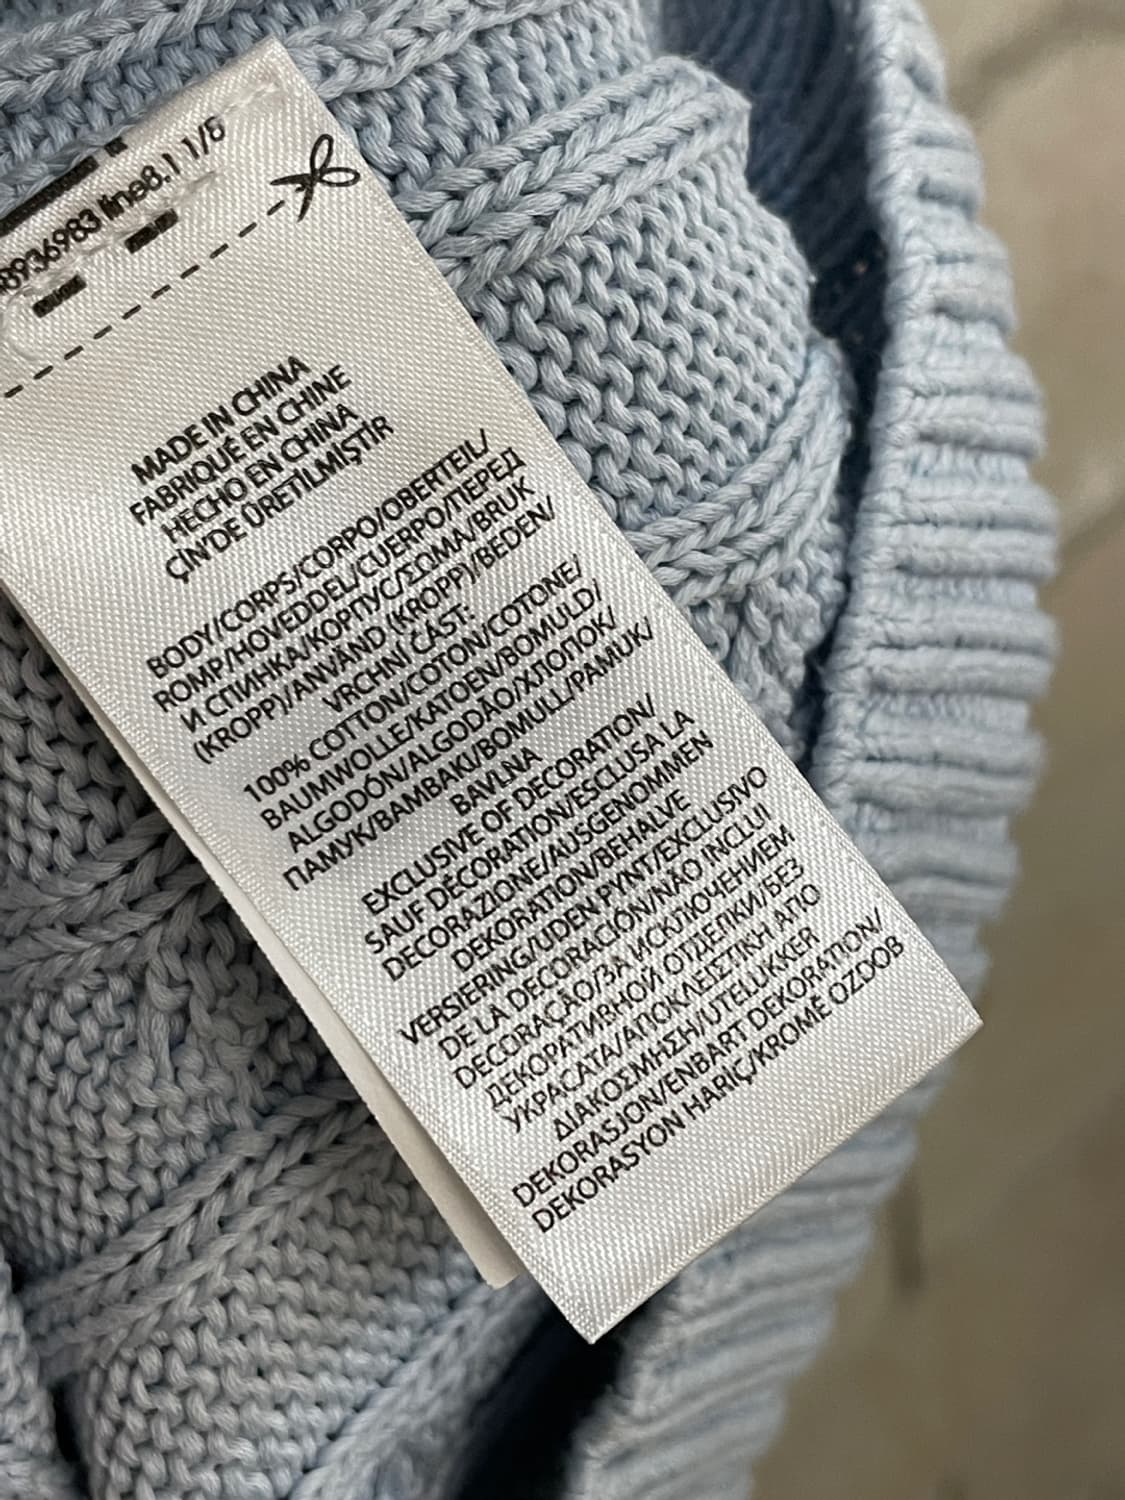 8936983 line8.1 1/6
MADE IN CHINA
FABRIQUÉ EN CHINE
HECHO EN CHINA
ÇİN'DE ÜRETİLMİŞTİR
BODY/CORPS/CORPO/OBERTEIL/
ROMP/HOVEDDEL/CUERPO/ПЕРЕД
И СПИНКА/КОРПУС/ΣΩΜΑ/BRUK
(KROPP)/ANVÄND (KROPP)/BEDEN/
VRCHNÍ ČÁST:
100% COTTON/COTON/COTONE/
BAUMWOLLE/KATOEN/BOMULD/
ALGODÓN/ALGODÃO/ХЛОПОК/
ПАМУК/ΒΑΜΒΑΚΙ/BOMULL/PAMUK/
BAVLNA
EXCLUSIVE OF DECORATION/
SAUF DÉCORATION/ESCLUSA LA
DECORAZIONE/AUSGENOMMEN
DEKORATION/BEHALVE
VERSIERING/UDEN PYNT/EXCLUSIVO
DE LA DECORACIÓN/NÃO INCLUI
DECORAÇÃO/ЗА ИСКЛЮЧЕНИЕМ
ДЕКОРАТИВНОЙ ОТДЕЛКИ/БЕЗ
УКРАСАТА/ΑΠΟΚΛΕΙΣΤΙΚΗ ΑΠΟ
ΔΙΑΚΟΣΜΗΣΗ/UTELUKKER
DEKORASJON/ENBART DEKORATION/
DEKORASYON HARİÇ/KROMĚ OZDOB